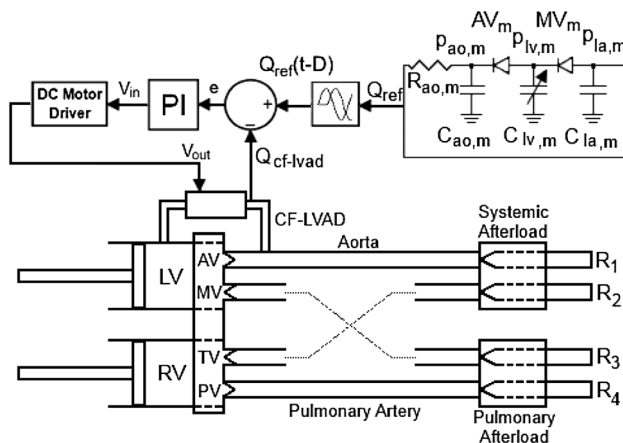 AVm MVm
pao,m plv,m pla,m
Qref(t-D)
Rao,m
DC Motor
Driver
Vin
PI
e
+
−
Qref
Cao,m Clv,m Cla,m
Vout
Qcf-lvad
CF-LVAD
Systemic
Afterload
Aorta
LV
AV
R1
MV
R2
RV
TV
R3
PV
R4
Pulmonary Artery
Pulmonary
Afterload